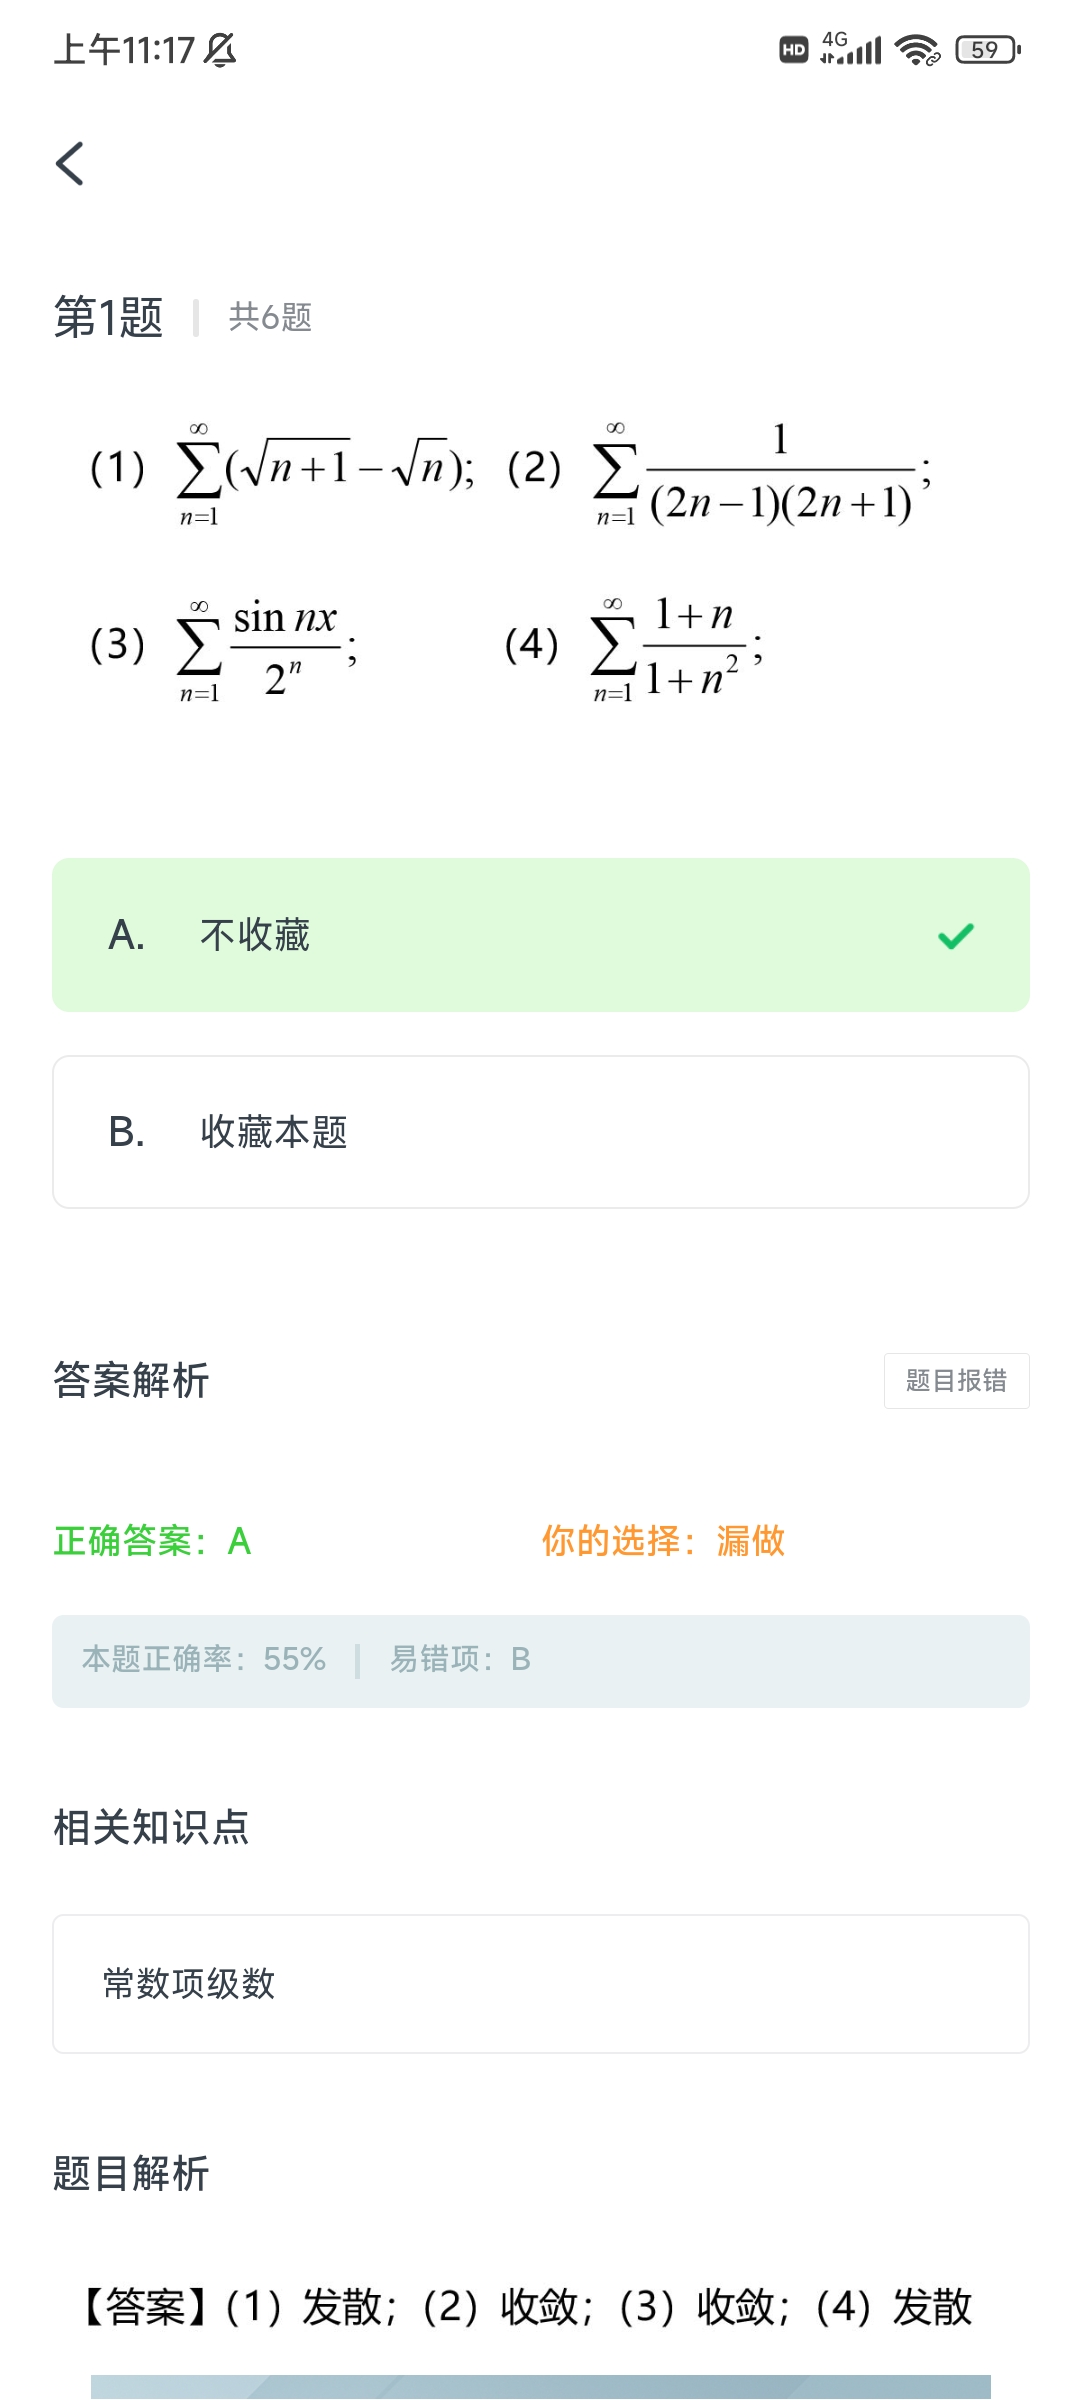 上午11:17 HD 4G 59
第1题 共6题
(1) \sum_{n=1}^{∞}(\sqrt{n+1}-\sqrt{n}); (2) \sum_{n=1}^{∞}\frac{1}{(2n-1)(2n+1)};
(3) \sum_{n=1}^{∞}\frac{\sin nx}{2^n}; (4) \sum_{n=1}^{∞}\frac{1+n}{1+n^2};
A. 不收藏
B. 收藏本题
答案解析 题目报错
正确答案：A 你的选择：漏做
本题正确率：55% | 易错项：B
相关知识点
常数项级数
题目解析
【答案】(1) 发散；(2) 收敛；(3) 收敛；(4) 发散